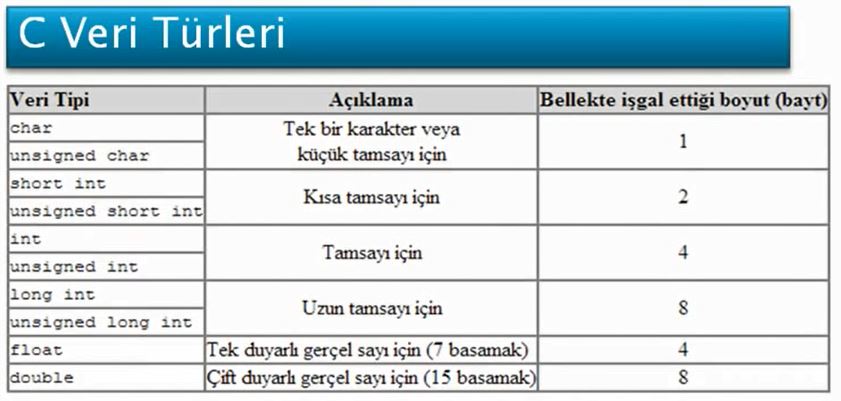 C Veri Türleri
Veri Tipi Açıklama Bellekte işgal ettiği boyut (bayt)
char
unsigned char
Tek bir karakter veya
küçük tamsayı için
1
short int
unsigned short int
Kısa tamsayı için
2
int
unsigned int
Tamsayı için
4
long int
unsigned long int
Uzun tamsayı için
8
float Tek duyarlı gerçel sayı için (7 basamak) 4
double Çift duyarlı gerçel sayı için (15 basamak) 8